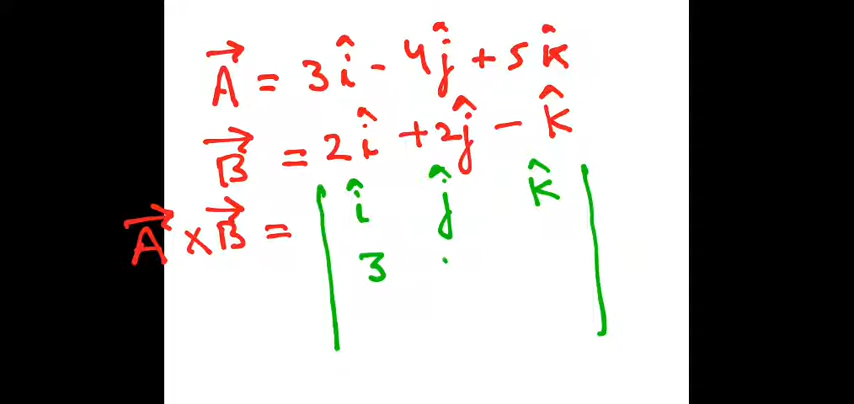 A⃗ = 3î - 4ĵ + 5k̂
B⃗ = 2î + 2ĵ - k̂
A⃗ × B⃗ = | î ĵ k̂ |
3